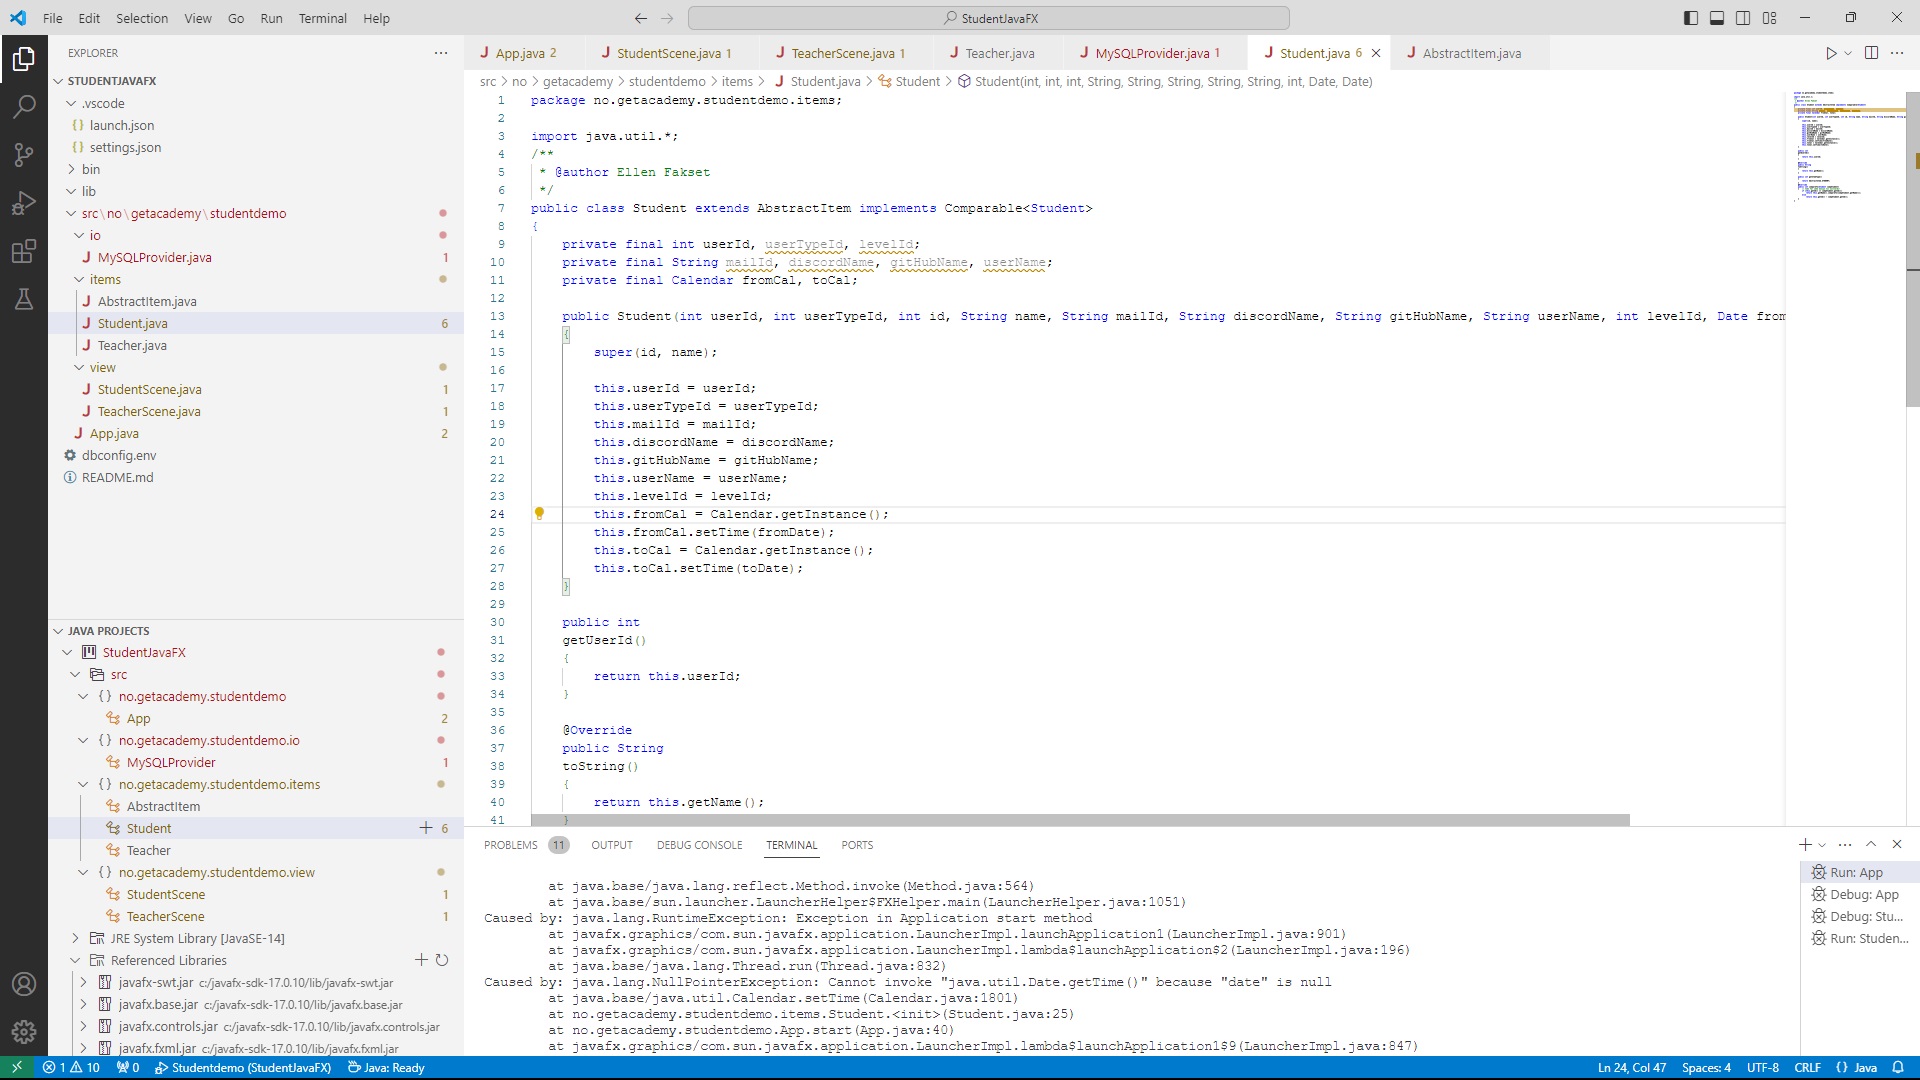 File Edit Selection View Go Run Terminal Help
StudentJavaFX
EXPLORER
STUDENTJAVAFX
.vscode
{} launch.json
{} settings.json
bin
lib
src\no\getacademy\studentdemo
io
J MySQLProvider.java 1
items
J AbstractItem.java
J Student.java 6
J Teacher.java
view
J StudentScene.java 1
J TeacherScene.java 1
J App.java 2
dbconfig.env
README.md
JAVA PROJECTS
StudentJavaFX
src
{} no.getacademy.studentdemo
App 2
{} no.getacademy.studentdemo.io
MySQLProvider 1
{} no.getacademy.studentdemo.items
AbstractItem
Student 6
Teacher
{} no.getacademy.studentdemo.view
StudentScene 1
TeacherScene 1
JRE System Library [JavaSE-14]
Referenced Libraries
javafx-swt.jar c:/javafx-sdk-17.0.10/lib/javafx-swt.jar
javafx.base.jar c:/javafx-sdk-17.0.10/lib/javafx.base.jar
javafx.controls.jar c:/javafx-sdk-17.0.10/lib/javafx.controls.jar
javafx.fxml.jar c:/javafx-sdk-17.0.10/lib/javafx.fxml.jar
J App.java 2 J StudentScene.java 1 J TeacherScene.java 1 J Teacher.java J MySQLProvider.java 1 J Student.java 6 J AbstractItem.java
src > no > getacademy > studentdemo > items > J Student.java > Student > Student(int, int, int, String, String, String, String, String, int, Date, Date)
1 package no.getacademy.studentdemo.items;
2
3 import java.util.*;
4 /**
5 * @author Ellen Fakset
6 */
7 public class Student extends AbstractItem implements Comparable<Student>
8 {
9 private final int userId, userTypeId, levelId;
10 private final String mailId, discordName, gitHubName, userName;
11 private final Calendar fromCal, toCal;
12
13 public Student(int userId, int userTypeId, int id, String name, String mailId, String discordName, String gitHubName, String userName, int levelId, Date from
14 {
15 super(id, name);
16
17 this.userId = userId;
18 this.userTypeId = userTypeId;
19 this.mailId = mailId;
20 this.discordName = discordName;
21 this.gitHubName = gitHubName;
22 this.userName = userName;
23 this.levelId = levelId;
24 this.fromCal = Calendar.getInstance();
25 this.fromCal.setTime(fromDate);
26 this.toCal = Calendar.getInstance();
27 this.toCal.setTime(toDate);
28 }
29
30 public int
31 getUserId()
32 {
33 return this.userId;
34 }
35
36 @Override
37 public String
38 toString()
39 {
40 return this.getName();
41 }
PROBLEMS 11 OUTPUT DEBUG CONSOLE TERMINAL PORTS
at java.base/java.lang.reflect.Method.invoke(Method.java:564)
at java.base/sun.launcher.LauncherHelper$FXHelper.main(LauncherHelper.java:1051)
Caused by: java.lang.RuntimeException: Exception in Application start method
at javafx.graphics/com.sun.javafx.application.LauncherImpl.launchApplication1(LauncherImpl.java:901)
at javafx.graphics/com.sun.javafx.application.LauncherImpl.lambda$launchApplication$2(LauncherImpl.java:196)
at java.base/java.lang.Thread.run(Thread.java:832)
Caused by: java.lang.NullPointerException: Cannot invoke "java.util.Date.getTime()" because "date" is null
at java.base/java.util.Calendar.setTime(Calendar.java:1801)
at no.getacademy.studentdemo.items.Student.<init>(Student.java:25)
at no.getacademy.studentdemo.App.start(App.java:40)
at javafx.graphics/com.sun.javafx.application.LauncherImpl.lambda$launchApplication1$9(LauncherImpl.java:847)
Run: App
Debug: App
Debug: Stu...
Run: Studen...
1 10 0 Studentdemo (StudentJavaFX) Java: Ready Ln 24, Col 47 Spaces: 4 UTF-8 CRLF {} Java